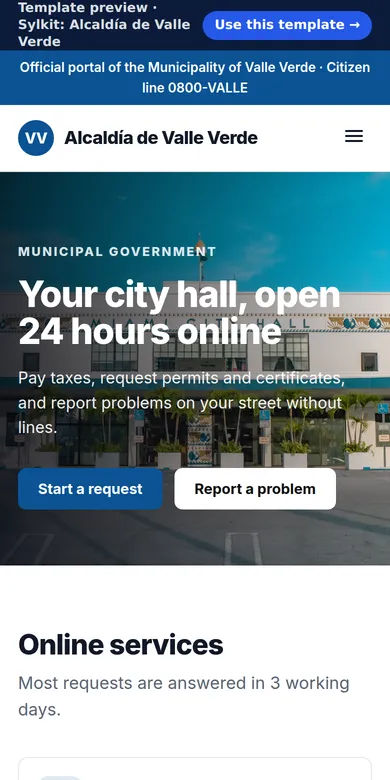 Template preview ·
Sylkit: Alcaldía de Valle
Verde
Use this template →
Official portal of the Municipality of Valle Verde · Citizen
line 0800-VALLE
VV
Alcaldía de Valle Verde
MUNICIPAL GOVERNMENT
Your city hall, open
24 hours online
MIAMI CITY HALL
Pay taxes, request permits and certificates,
and report problems on your street without
lines.
Start a request
Report a problem
Online services
Most requests are answered in 3 working
days.